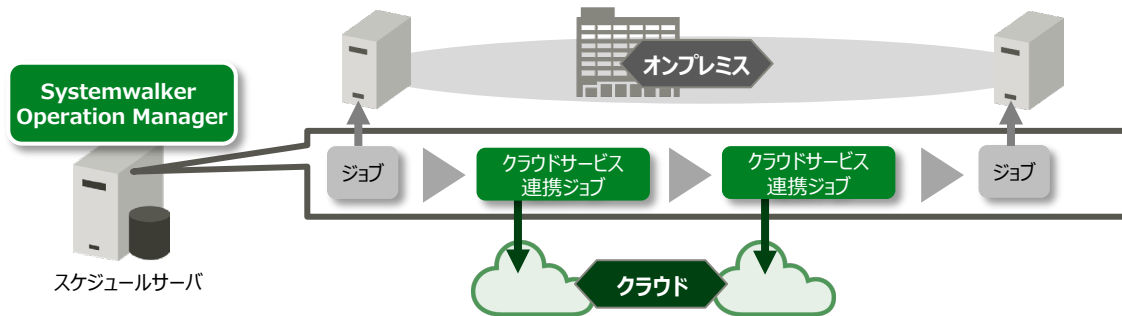 オンプレミス
Systemwalker
Operation Manager
ジョブ
クラウドサービス
連携ジョブ
クラウドサービス
連携ジョブ
ジョブ
スケジュールサーバ
クラウド